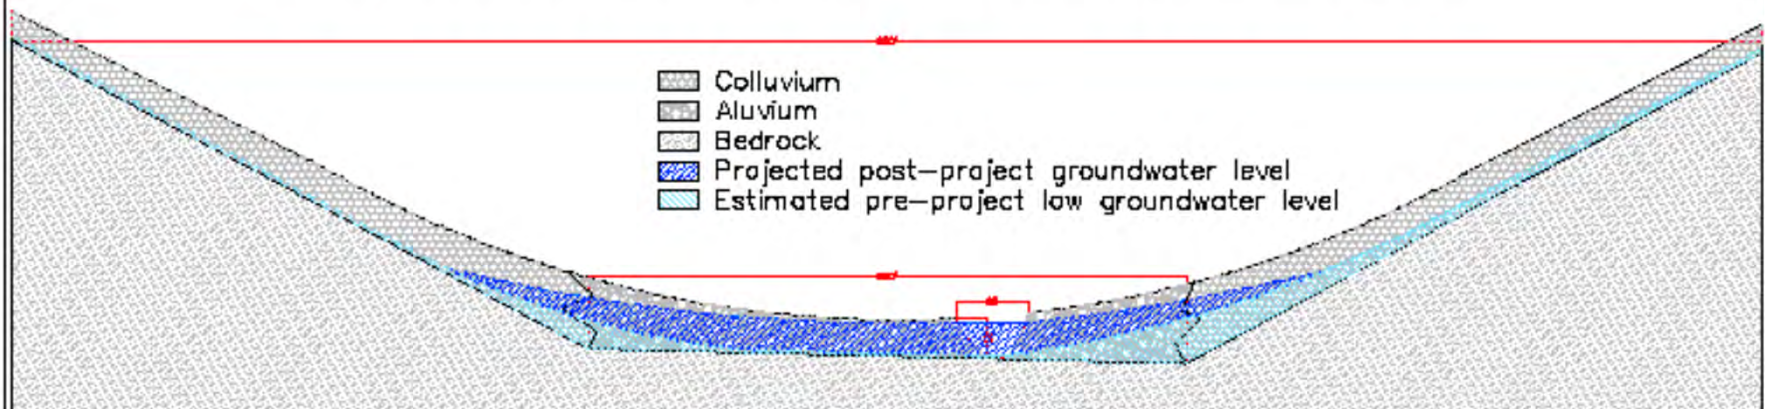 Colluvium
Aluvium
Bedrock
Projected post-project groundwater level
Estimated pre-project low groundwater level